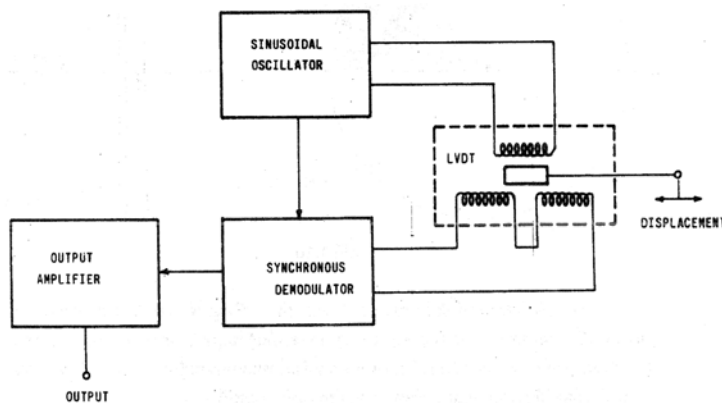 SINUSOIDAL
OSCILLATOR
LVDT
DISPLACEMENT
OUTPUT
AMPLIFIER
SYNCHRONOUS
DEMODULATOR
OUTPUT